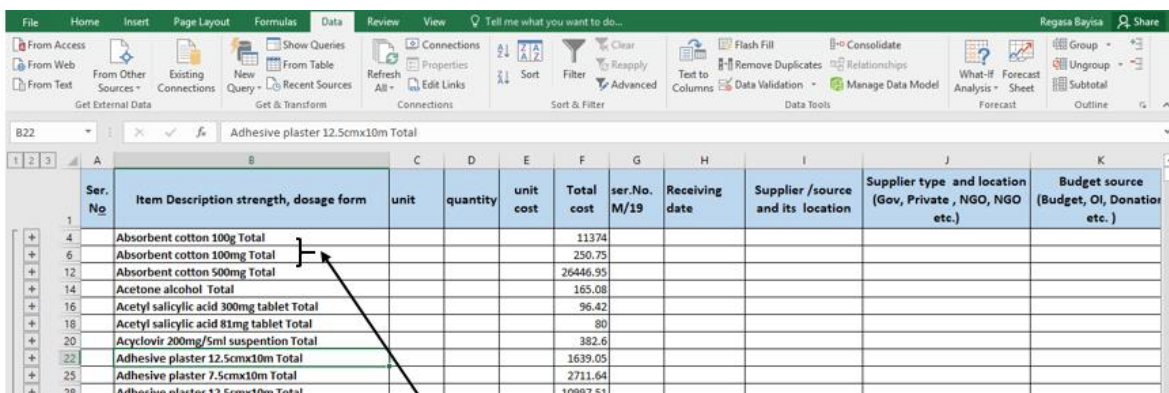 File Home Insert Page Layout Formulas Data Review View Tell me what you want to do... Regasa Bayisa Share
From Access
From Web
From Text
From Other Sources
Existing Connections
Get External Data
New Query
Show Queries
From Table
Recent Sources
Get & Transform
Refresh All
Connections
Properties
Edit Links
Connections
Sort
Filter
Clear
Reapply
Advanced
Sort & Filter
Text to Columns
Flash Fill
Remove Duplicates
Data Validation
Consolidate
Relationships
Manage Data Model
Data Tools
What-If Analysis
Forecast Sheet
Forecast
Group
Ungroup
Subtotal
Outline
B22 fx Adhesive plaster 12.5cmx10m Total
1 2 3 A B C D E F G H I J K
1 Ser. No Item Description strength, dosage form unit quantity unit cost Total cost ser.No. M/19 Receiving date Supplier /source and its location Supplier type and location (Gov, Private , NGO, NGO etc.) Budget source (Budget, OI, Donation etc. )
4 Absorbent cotton 100g Total 11374
6 Absorbent cotton 100mg Total 250.75
12 Absorbent cotton 500mg Total 26446.95
14 Acetone alcohol Total 165.08
16 Acetyl salicylic acid 300mg tablet Total 96.42
18 Acetyl salicylic acid 81mg tablet Total 80
20 Acyclovir 200mg/5ml suspention Total 382.6
22 Adhesive plaster 12.5cmx10m Total 1639.05
25 Adhesive plaster 7.5cmx10m Total 2711.64
28 Adhesive plaster 12.5cmx10m Total 10997.51